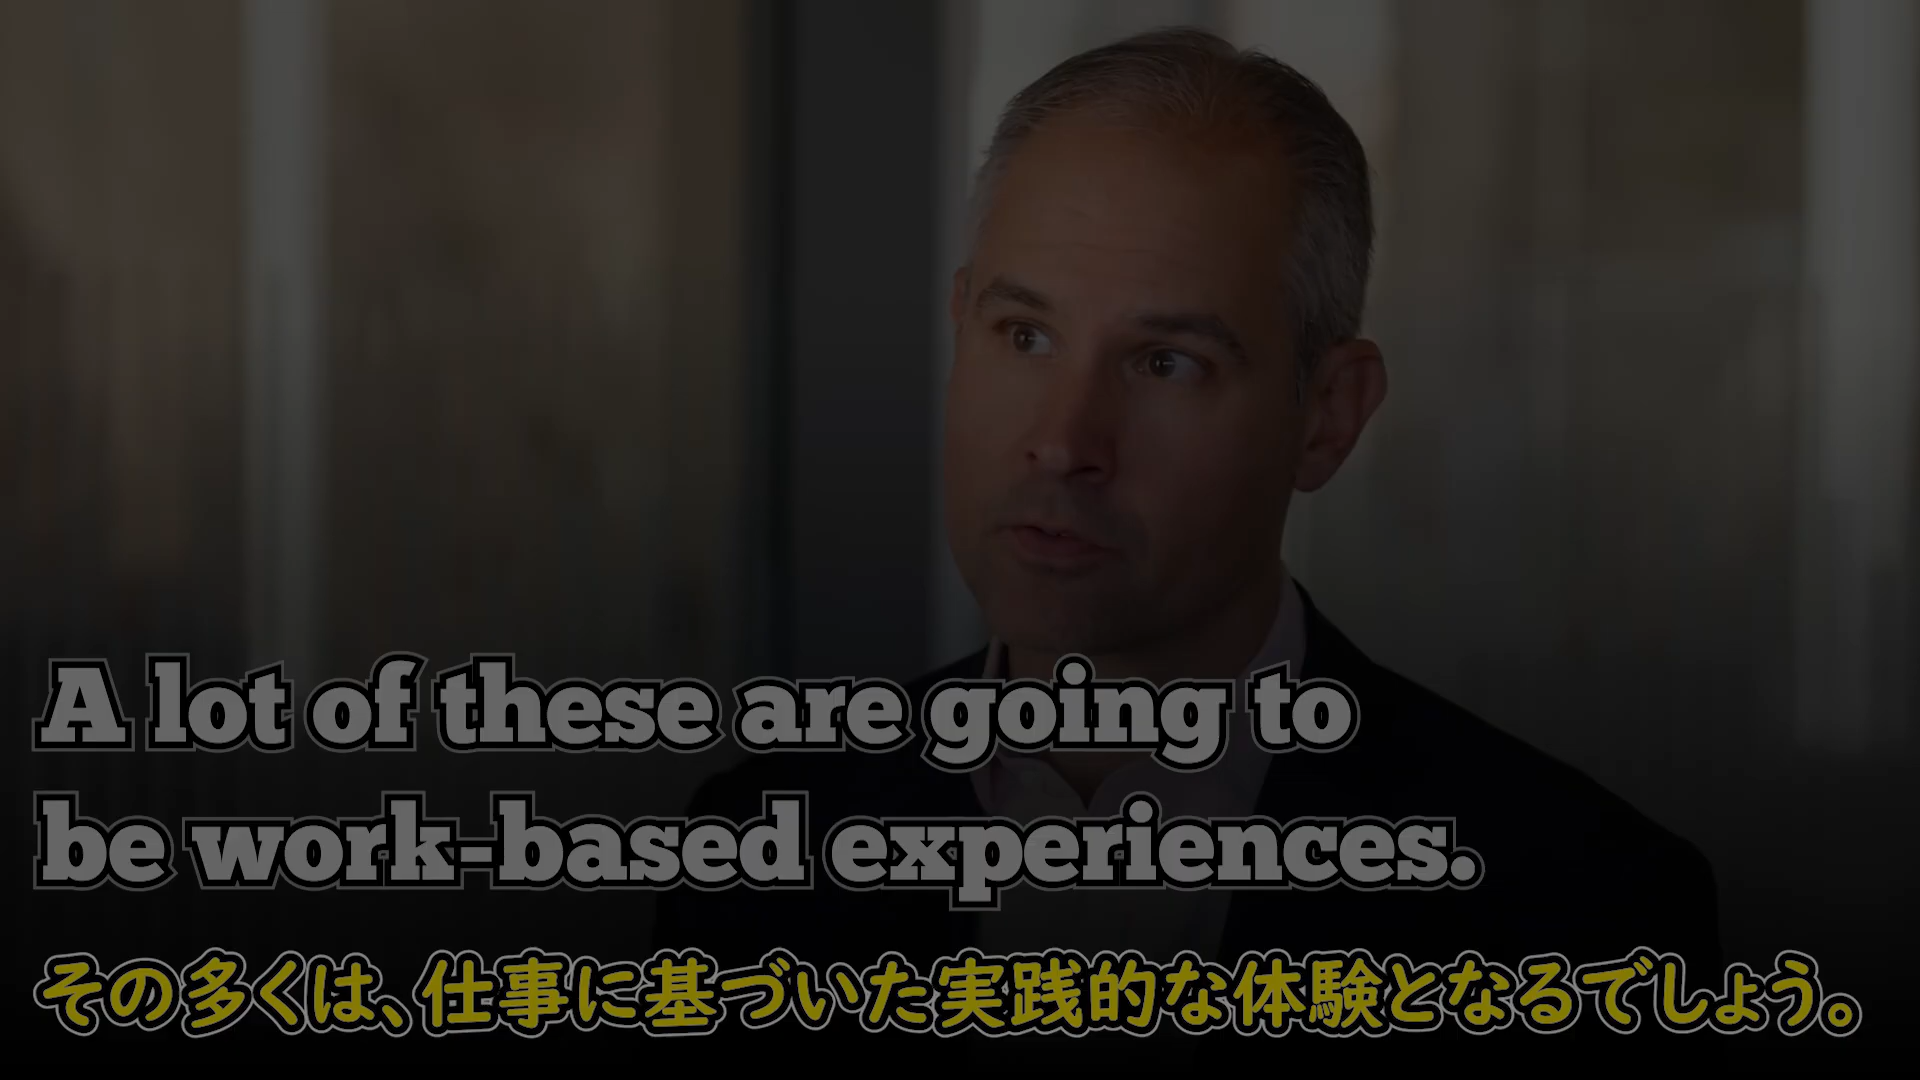 A lot of these are going to
be work-based experiences.
その多くは、仕事に基づいた実践的な体験となるでしょう。